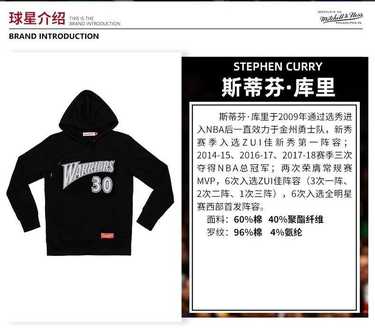 球星介绍
THIS IS THE
BRAND INTRODUCTION
BRAND INTRODUCTION
Mitchell & Ness
STEPHEN CURRY
斯蒂芬·库里
WARRIORS
30
斯蒂芬·库里于2009年通过选秀进
入NBA后一直效力于金州勇士队，新秀
赛季入选ZUI佳新秀第一阵容；
2014-15、2016-17、2017-18赛季三次
夺得NBA总冠军；两次荣膺常规赛
MVP，6次入选ZUI佳阵容（3次一阵、
2次二阵、1次三阵），6次入选全明星
赛西部首发阵容。
面料：60%棉 40%聚酯纤维
罗纹：96%棉 4%氨纶